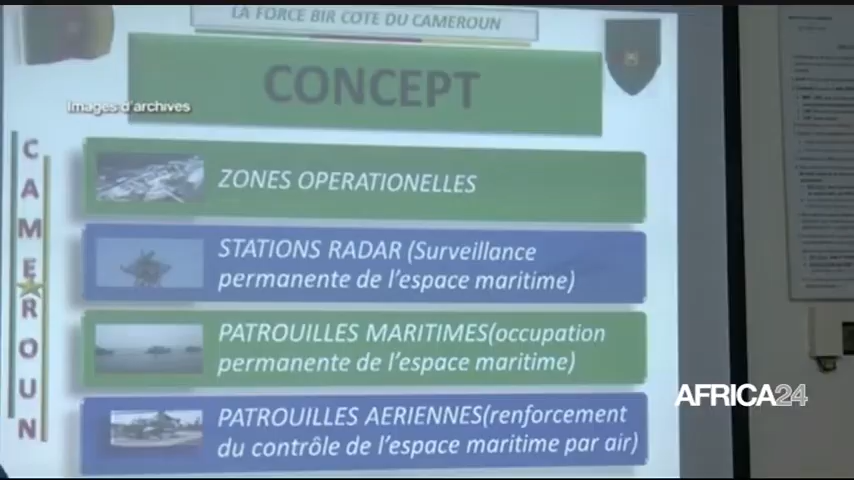 LA FORCE BIR COTE DU CAMEROUN
CONCEPT
Images d'archives
CAMEROUN
ZONES OPERATIONELLES
STATIONS RADAR (Surveillance
permanente de l'espace maritime)
PATROUILLES MARITIMES(occupation
permanente de l'espace maritime)
PATROUILLES AERIENNES(renforcement
du contrôle de l'espace maritime par air)
AFRICA24